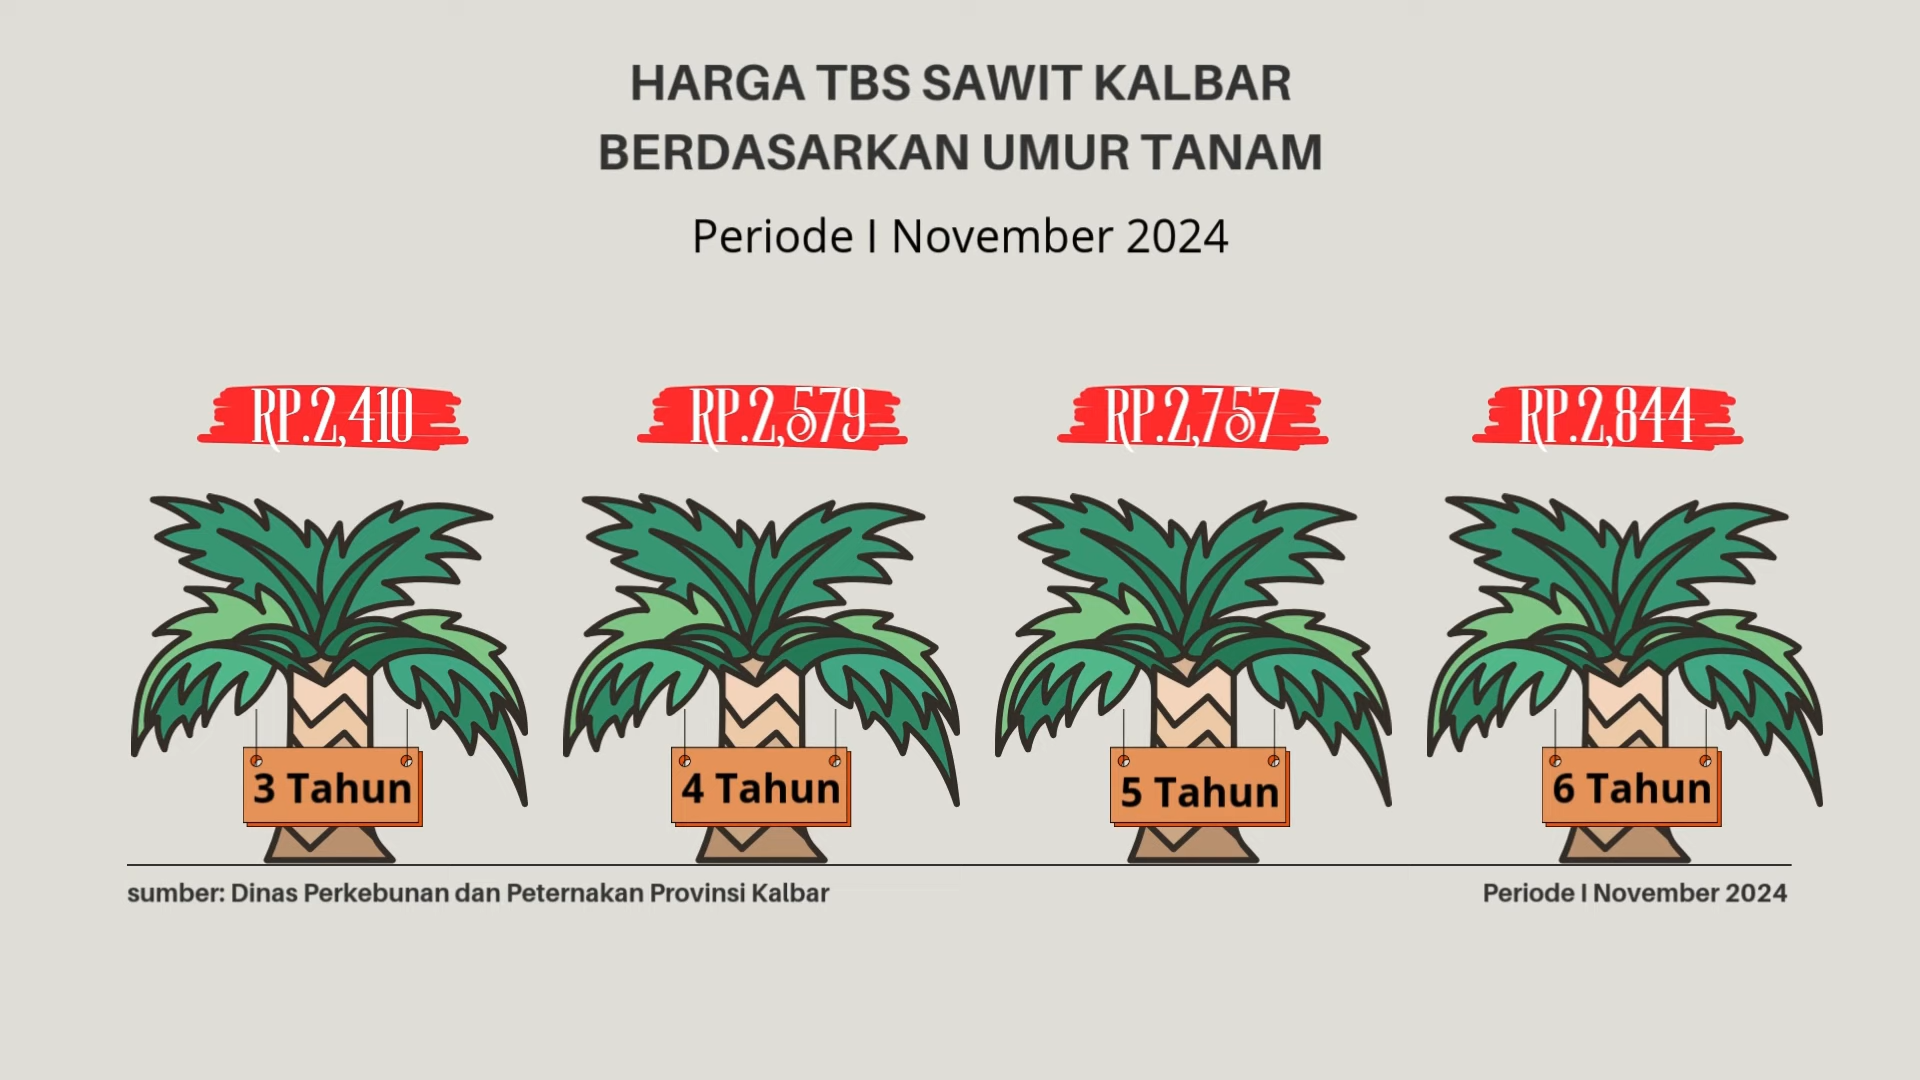 HARGA TBS SAWIT KALBAR
BERDASARKAN UMUR TANAM
Periode I November 2024
RP.2,410
RP.2,579
RP.2,757
RP.2,844
3 Tahun
4 Tahun
5 Tahun
6 Tahun
sumber: Dinas Perkebunan dan Peternakan Provinsi Kalbar
Periode I November 2024